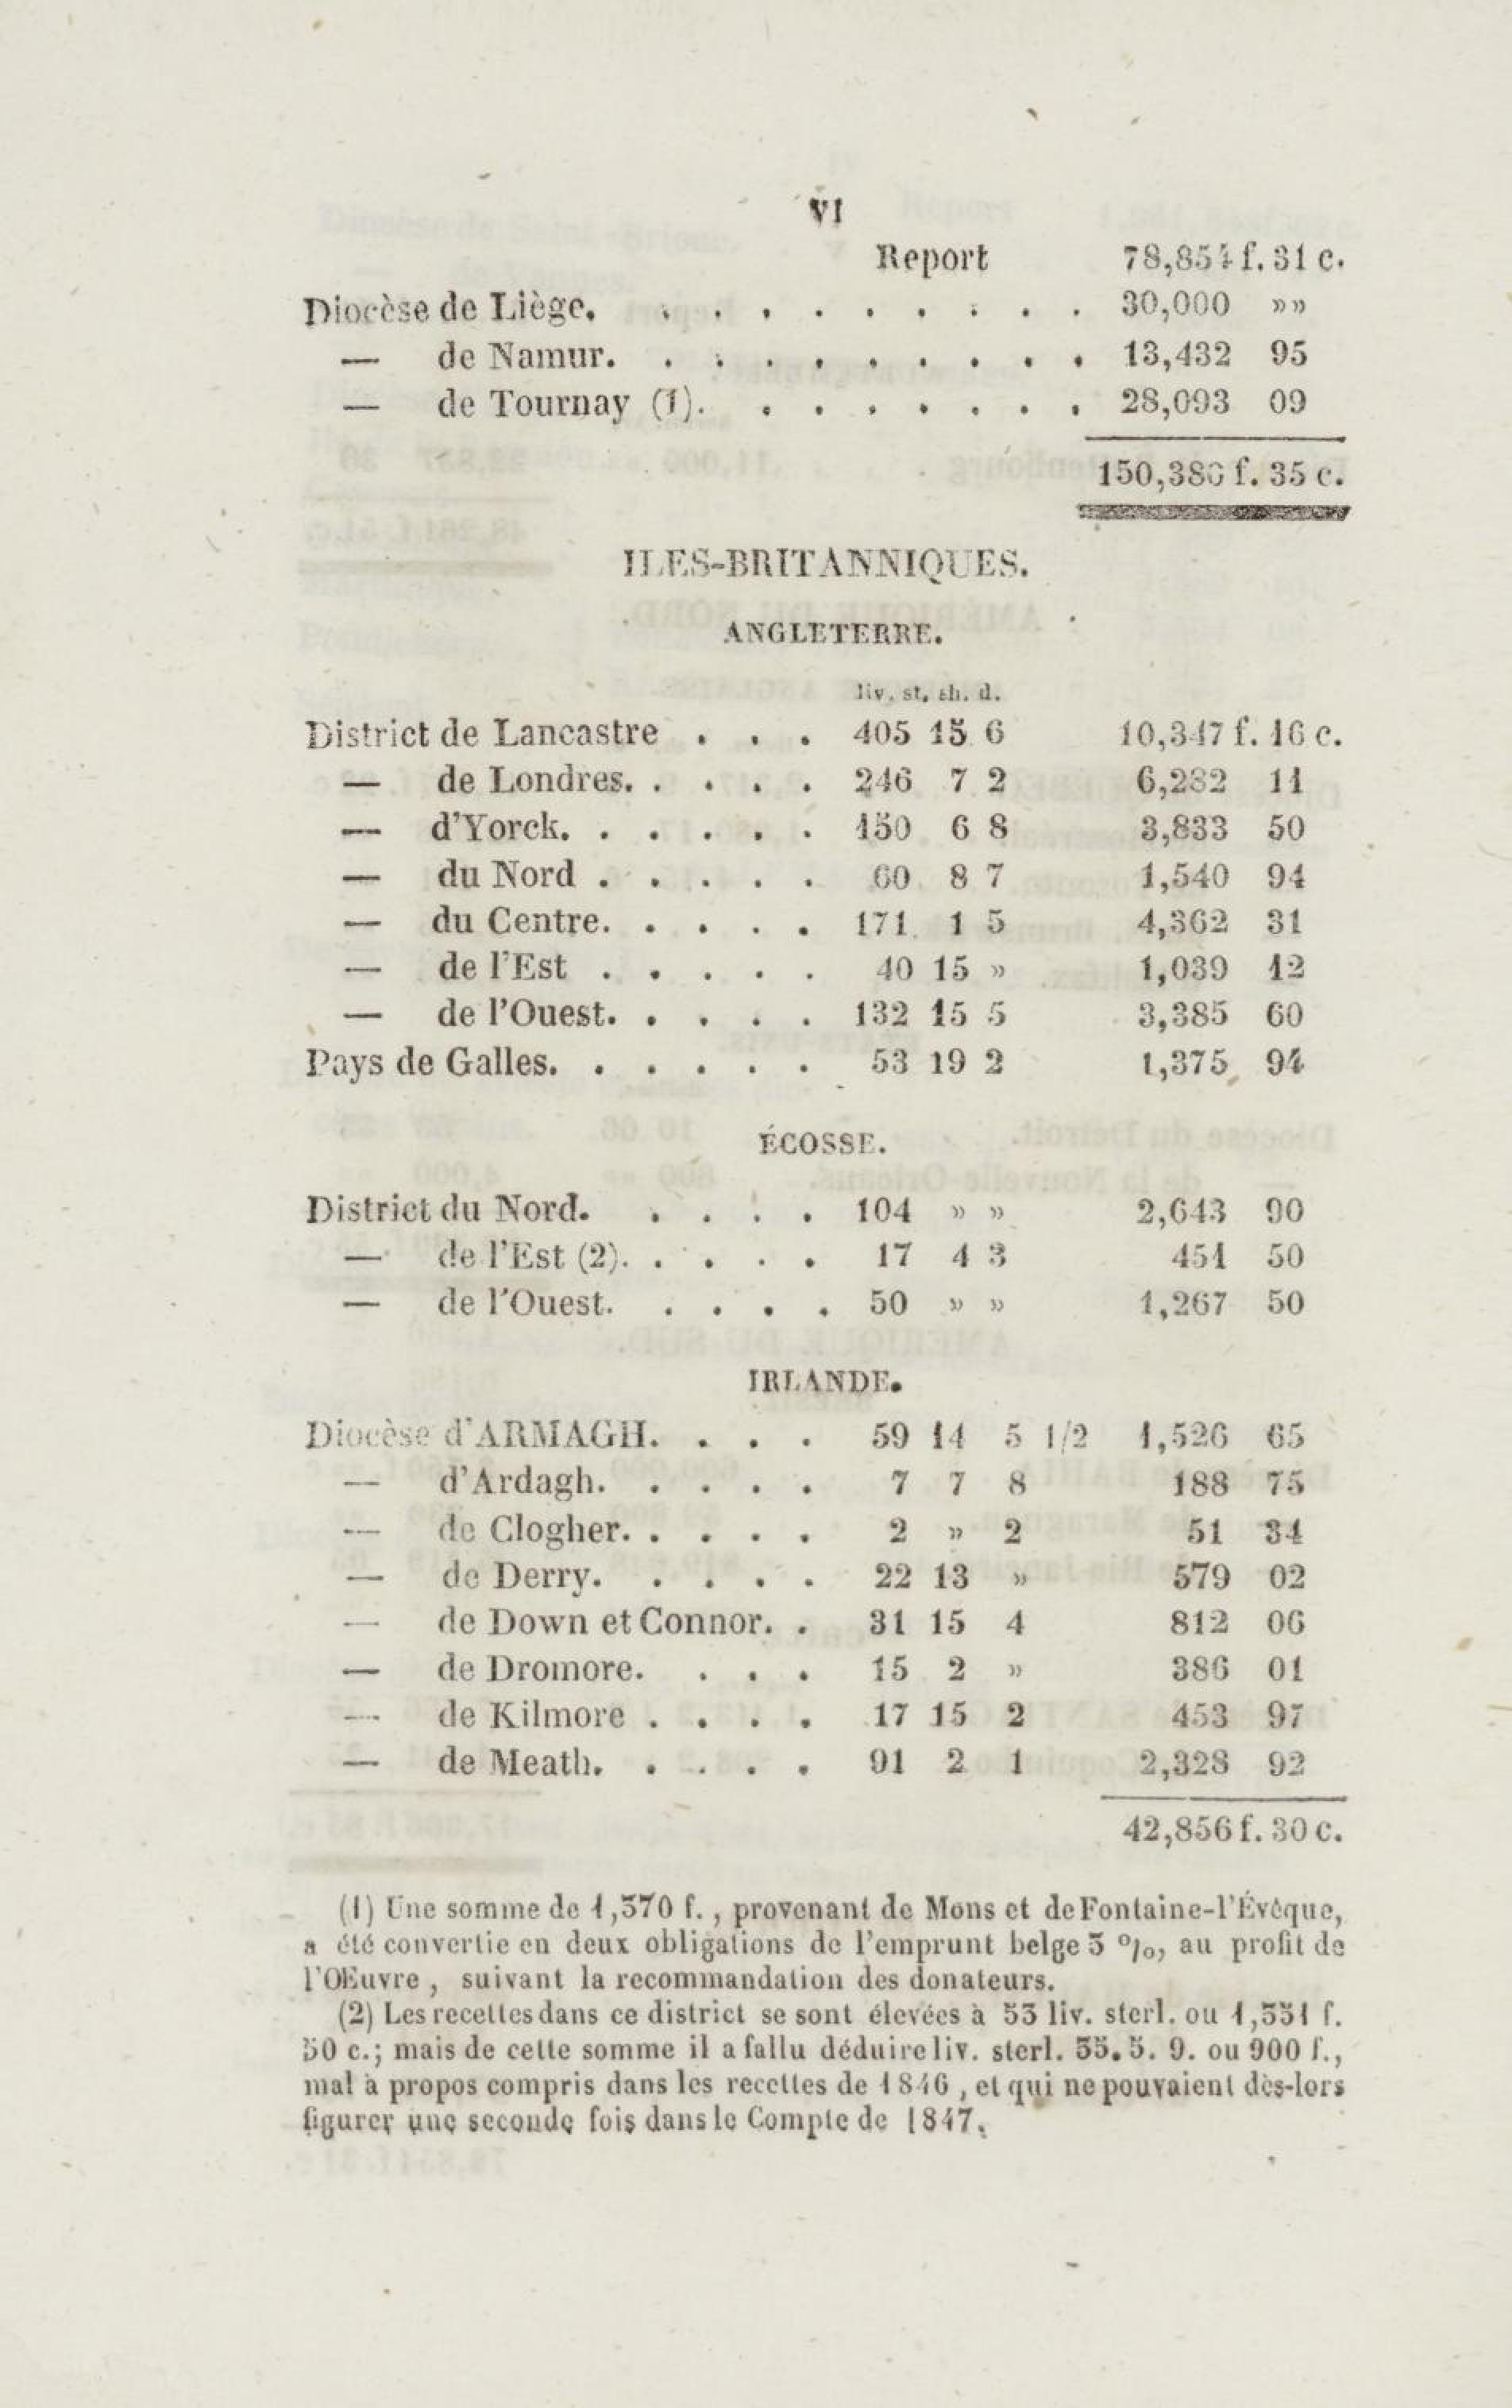 VI
Report 78,854 f. 31 c.
Diocèse de Liège. . . . . . . . . . 30,000 »»
— de Namur. . . . . . . . . . 13,432 95
— de Tournay (1). . . . . . . . 28,093 09
150,380 f. 35 c.
ILES-BRITANNIQUES.
ANGLETERRE.
liv. st. sh. d.
District de Lancastre . . . 405 15 6 10,347 f. 16 c.
— de Londres. . . . . 246 7 2 6,282 11
— d'Yorck. . . . . . 150 6 8 3,833 50
— du Nord . . . . . 60 8 7 1,540 94
— du Centre. . . . . 171 1 5 4,362 31
— de l'Est . . . . . 40 15 » 1,039 12
— de l'Ouest. . . . . 132 15 5 3,385 60
Pays de Galles. . . . . . 53 19 2 1,375 94
ÉCOSSE.
District du Nord. . . . . 104 » » 2,643 90
— de l'Est (2). . . . . 17 4 3 451 50
— de l'Ouest. . . . . 50 » » 1,267 50
IRLANDE.
Diocèse d'ARMAGH. . . . 59 14 5 1/2 1,526 65
— d'Ardagh. . . . . 7 7 8 188 75
— de Clogher. . . . . 2 » 2 51 34
— de Derry. . . . . 22 13 » 579 02
— de Down et Connor. . 31 15 4 812 06
— de Dromore. . . . 15 2 » 386 01
— de Kilmore . . . . 17 15 2 453 97
— de Meath. . . . . 91 2 1 2,328 92
42,856 f. 30 c.
(1) Une somme de 1,370 f., provenant de Mons et de Fontaine-l'Évêque,
a été convertie en deux obligations de l'emprunt belge 5 %, au profit de
l'OEuvre, suivant la recommandation des donateurs.
(2) Les recettes dans ce district se sont élevées à 53 liv. sterl. ou 1,351 f.
50 c.; mais de cette somme il a fallu déduire liv. sterl. 35. 5. 9. ou 900 f.,
mal à propos compris dans les recettes de 1846, et qui ne pouvaient dès-lors
figurer une seconde fois dans le Compte de 1847.